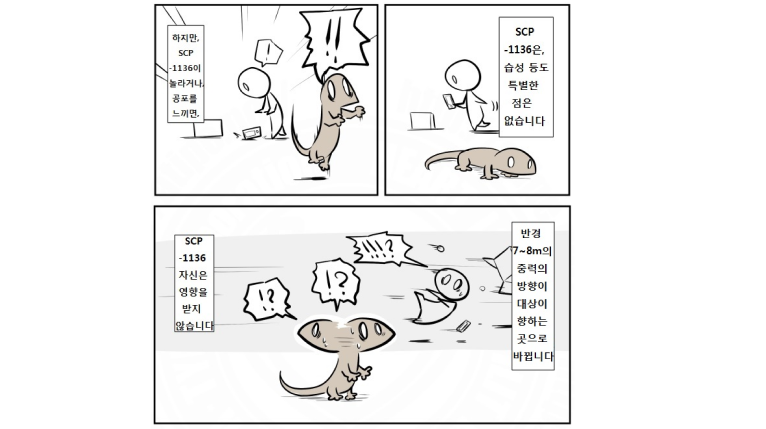 SCP
-1136은,
습성 등도
특별한
점은
없습니다
!!
!
하지만,
SCP
-1136이
놀라거나,
공포를
느끼면,
반경
7~8m의
중력의
방향이
대상이
향하는
곳으로
바뀝니다
!!!?
!?
!?
SCP
-1136
자신은
영향을
받지
않습니다